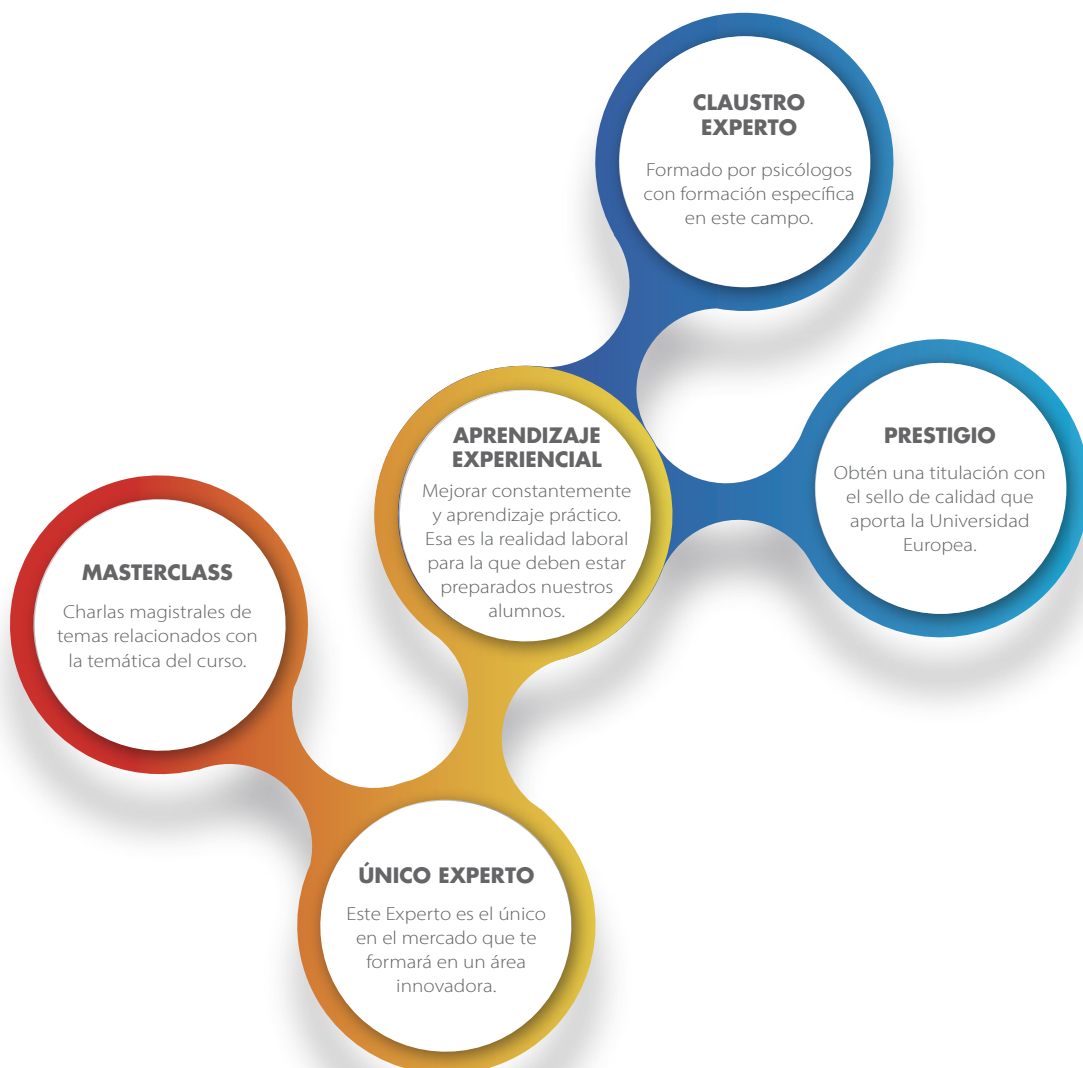 CLAUSTRO
EXPERTO
Formado por psicólogos
con formación específica
en este campo.
APRENDIZAJE
EXPERIENCIAL
Mejorar constantemente
y aprendizaje práctico.
Esa es la realidad laboral
para la que deben estar
preparados nuestros
alumnos.
PRESTIGIO
Obtén una titulación con
el sello de calidad que
aporta la Universidad
Europea.
MASTERCLASS
Charlas magistrales de
temas relacionados con
la temática del curso.
ÚNICO EXPERTO
Este Experto es el único
en el mercado que te
formará en un área
innovadora.